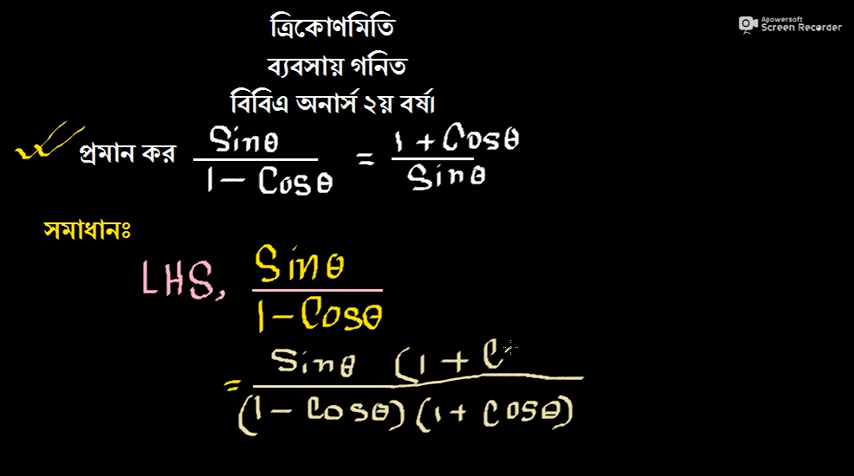 ত্রিকোণমিতি
Apowersoft
Screen Recorder
ব্যবসায় গনিত
বিবিএ অনার্স ২য় বর্ষ।
প্রমান কর Sinθ / 1 - Cosθ = 1 + Cosθ / Sinθ
সমাধানঃ
LHS, Sinθ / 1 - Cosθ
= Sinθ (1 + C / (1 - Cosθ) (1 + Cosθ)